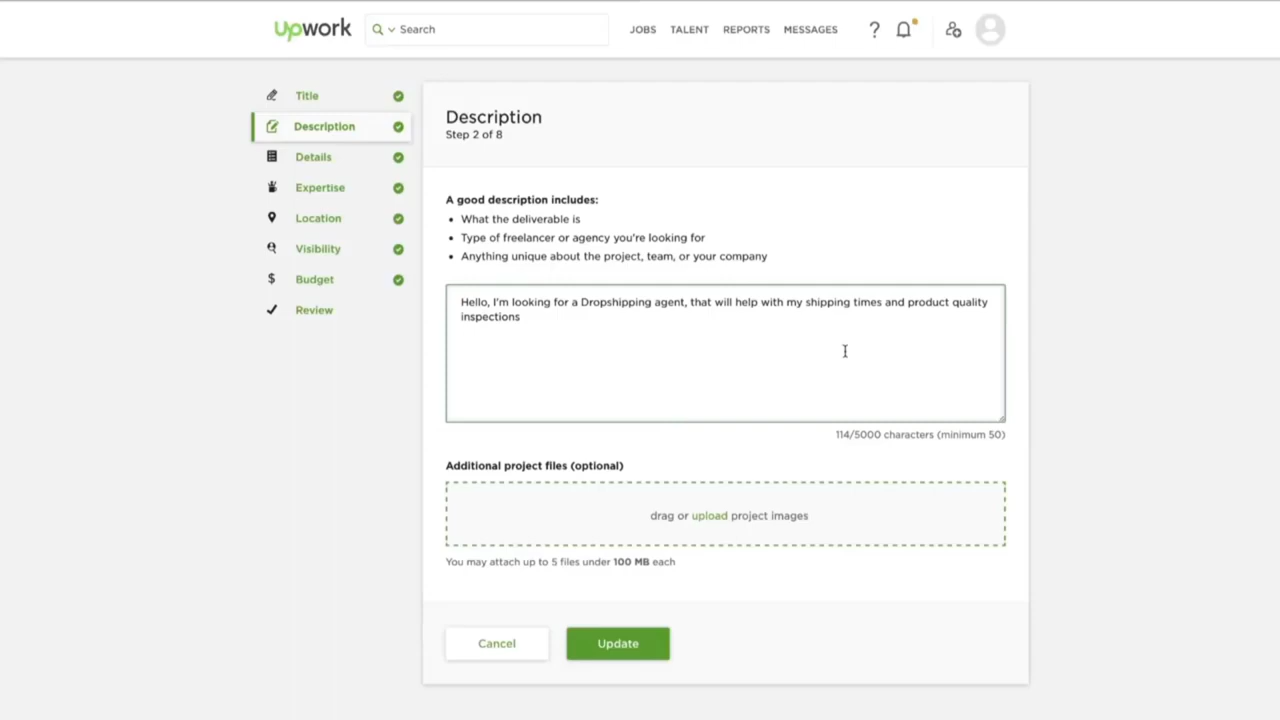 upwork
Search
JOBS TALENT REPORTS MESSAGES ?
Title
Description
Details
Expertise
Location
Visibility
$ Budget
Review
Description
Step 2 of 8
A good description includes:
• What the deliverable is
• Type of freelancer or agency you're looking for
• Anything unique about the project, team, or your company
Hello, I'm looking for a Dropshipping agent, that will help with my shipping times and product quality
inspections
114/5000 characters (minimum 50)
Additional project files (optional)
drag or upload project images
You may attach up to 5 files under 100 MB each
Cancel Update